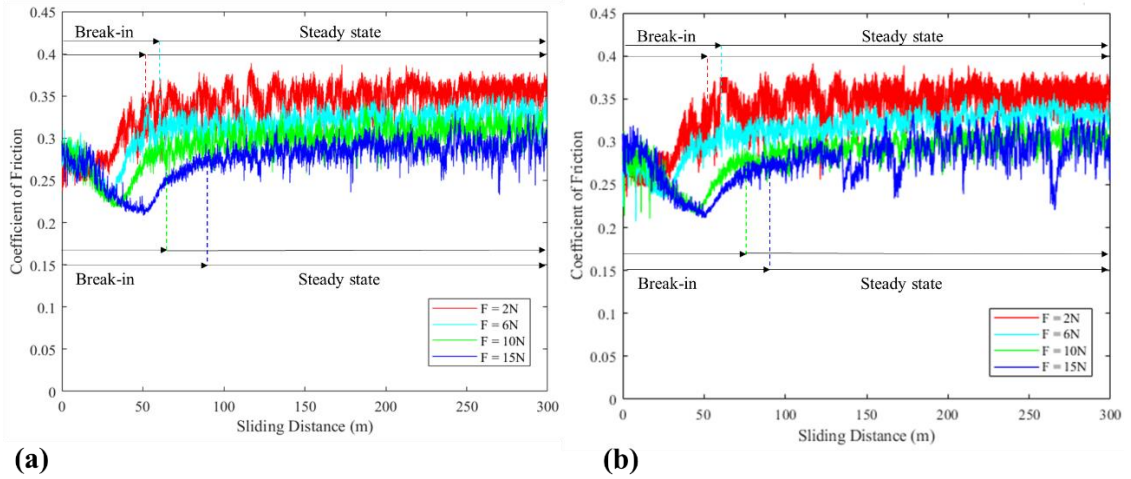 0.45
Break-in
Steady state
0.4
0.35
0.3
0.25
0.2
0.15
Break-in
Steady state
0.1
0.05
0
F = 2N
F = 6N
F = 10N
F = 15N
Coefficient of Friction
0 50 100 150 200 250 300
Sliding Distance (m)
(a)
0.45
Break-in
Steady state
0.4
0.35
0.3
0.25
0.2
0.15
Break-in
Steady state
0.1
0.05
0
F = 2N
F = 6N
F = 10N
F = 15N
Coefficient of Friction
0 50 100 150 200 250 300
Sliding Distance (m)
(b)